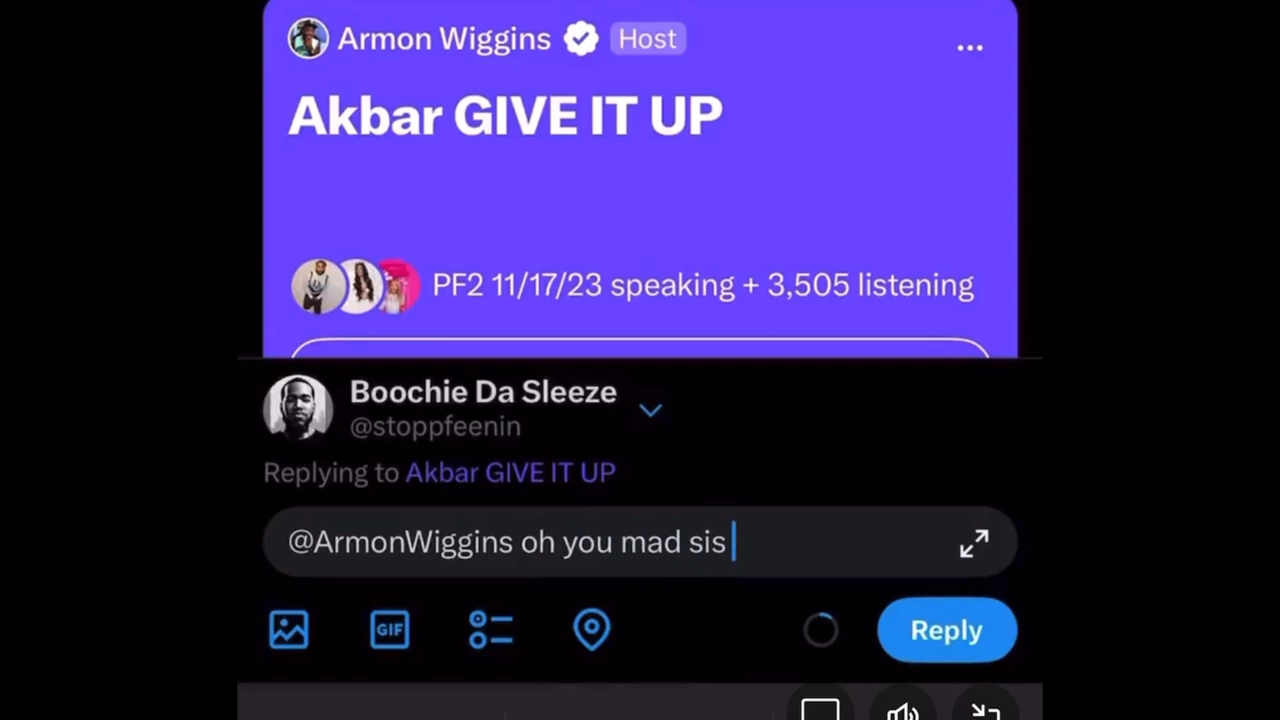 Armon Wiggins Host
Akbar GIVE IT UP
PF2 11/17/23 speaking + 3,505 listening
Boochie Da Sleeze
@stoppfeenin
Replying to Akbar GIVE IT UP
@ArmonWiggins oh you mad sis
GIF
Reply